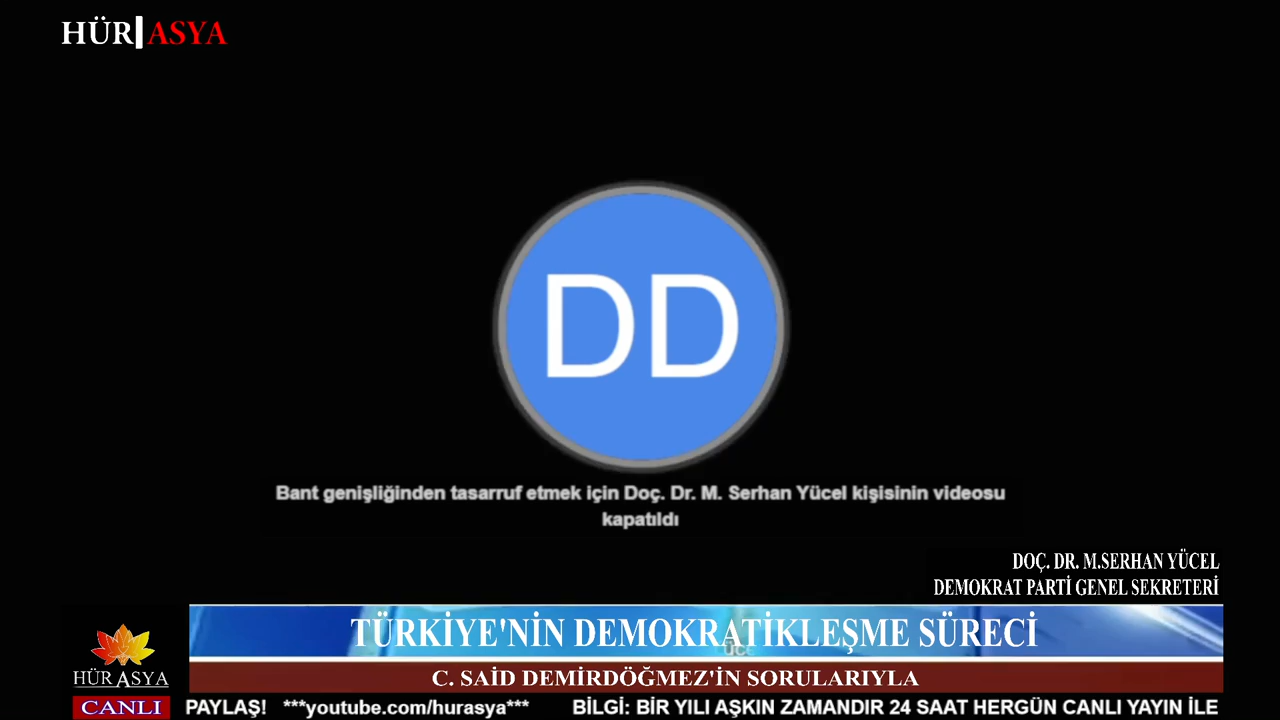 HÜR|ASYA
DD
Bant genişliğinden tasarruf etmek için Doç. Dr. M. Serhan Yücel kişisinin videosu
kapatıldı
DOÇ. DR. M.SERHAN YÜCEL
DEMOKRAT PARTİ GENEL SEKRETERİ
TÜRKİYE'NİN DEMOKRATİKLEŞME SÜRECİ
C. SAİD DEMİRDÖĞMEZ'İN SORULARIYLA
HÜR ASYA
CANLI
PAYLAŞ! ***youtube.com/hurasya*** BİLGİ: BİR YILI AŞKIN ZAMANDIR 24 SAAT HERGÜN CANLI YAYIN İLE